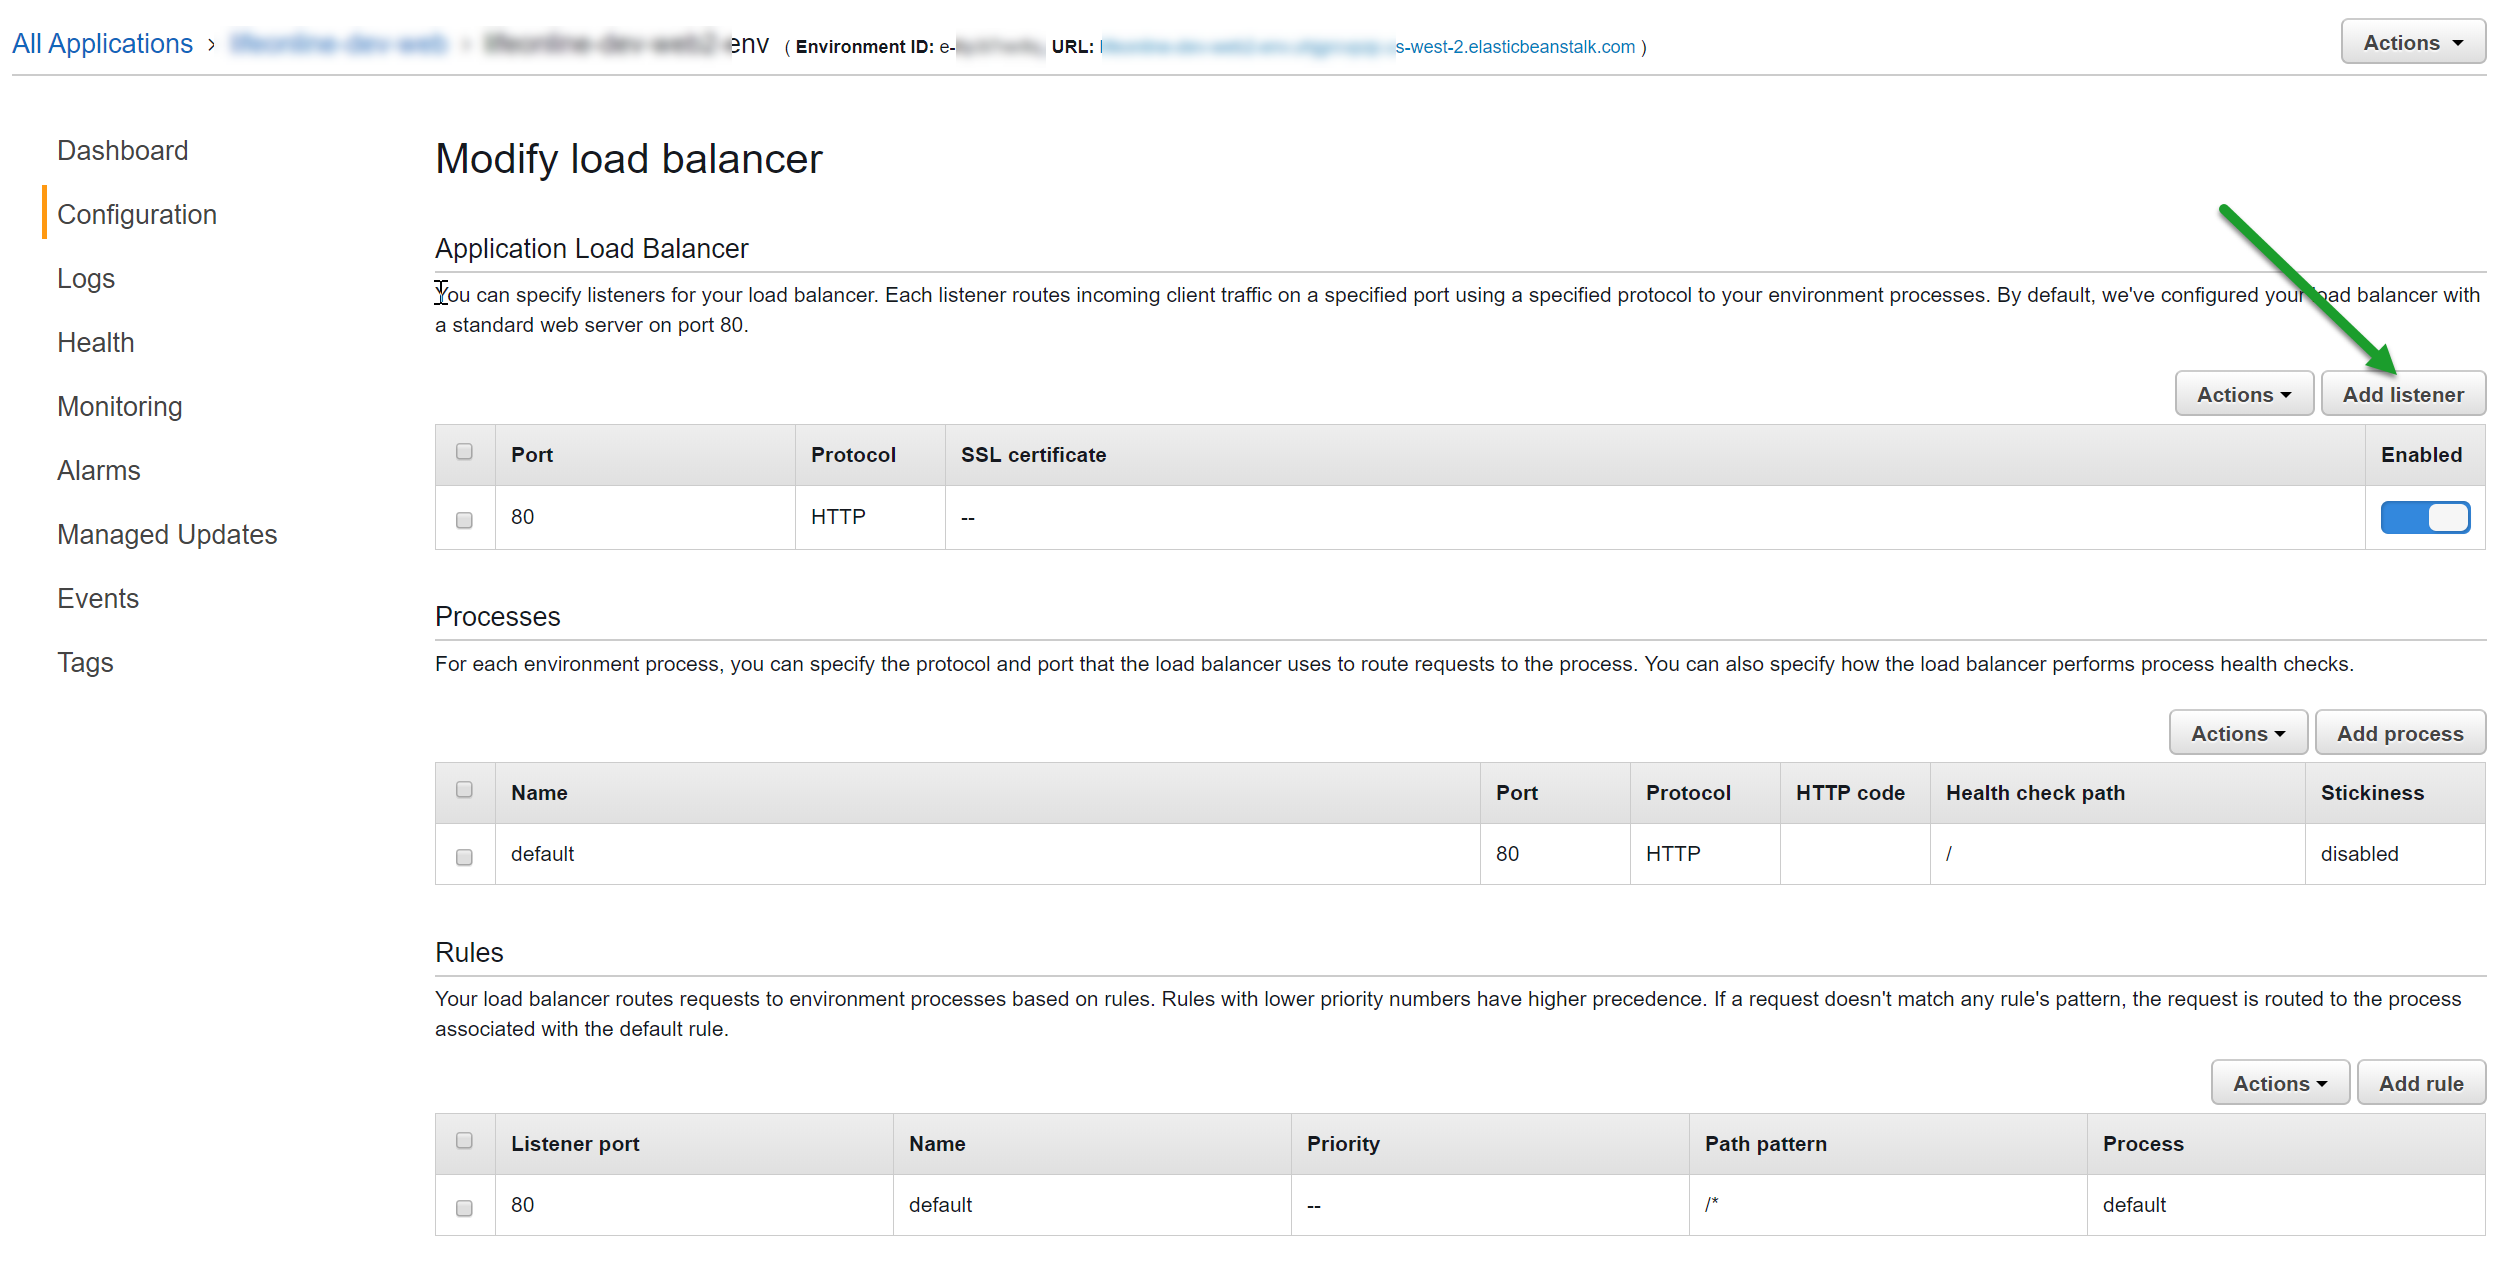 All Applications › env ( Environment ID: e- URL: s-west-2.elasticbeanstalk.com )
Actions
Dashboard
Configuration
Logs
Health
Monitoring
Alarms
Managed Updates
Events
Tags
Modify load balancer
Application Load Balancer
You can specify listeners for your load balancer. Each listener routes incoming client traffic on a specified port using a specified protocol to your environment processes. By default, we've configured your load balancer with
a standard web server on port 80.
Actions Add listener
Port Protocol SSL certificate Enabled
80 HTTP --
Processes
For each environment process, you can specify the protocol and port that the load balancer uses to route requests to the process. You can also specify how the load balancer performs process health checks.
Actions Add process
Name Port Protocol HTTP code Health check path Stickiness
default 80 HTTP / disabled
Rules
Your load balancer routes requests to environment processes based on rules. Rules with lower priority numbers have higher precedence. If a request doesn't match any rule's pattern, the request is routed to the process
associated with the default rule.
Actions Add rule
Listener port Name Priority Path pattern Process
80 default -- /* default